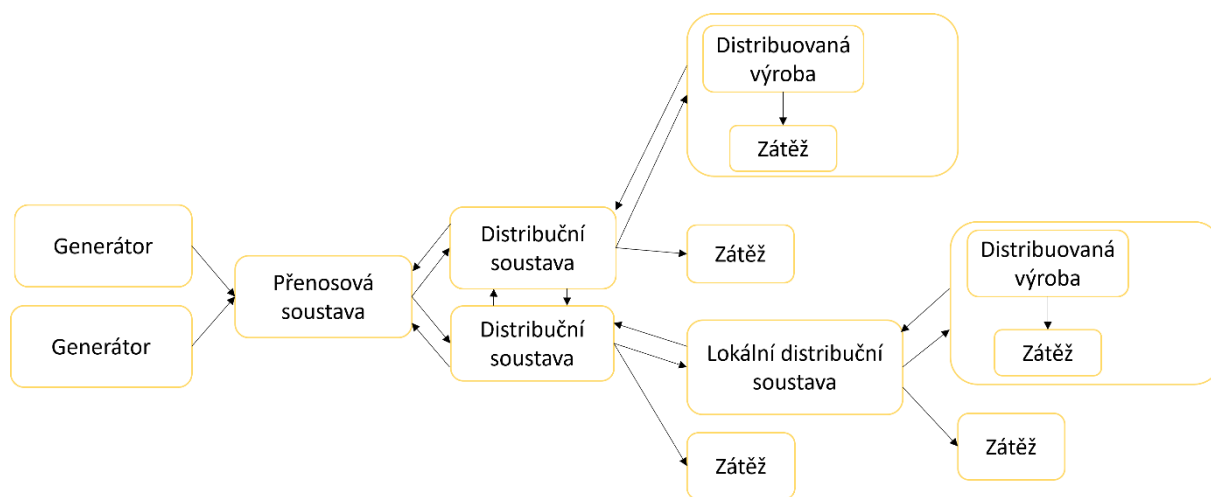 Distribuovaná
výroba
Zátěž
Generátor
Generátor
Přenosová
soustava
Distribuční
soustava
Distribuční
soustava
Zátěž
Lokální distribuční
soustava
Zátěž
Distribuovaná
výroba
Zátěž
Zátěž